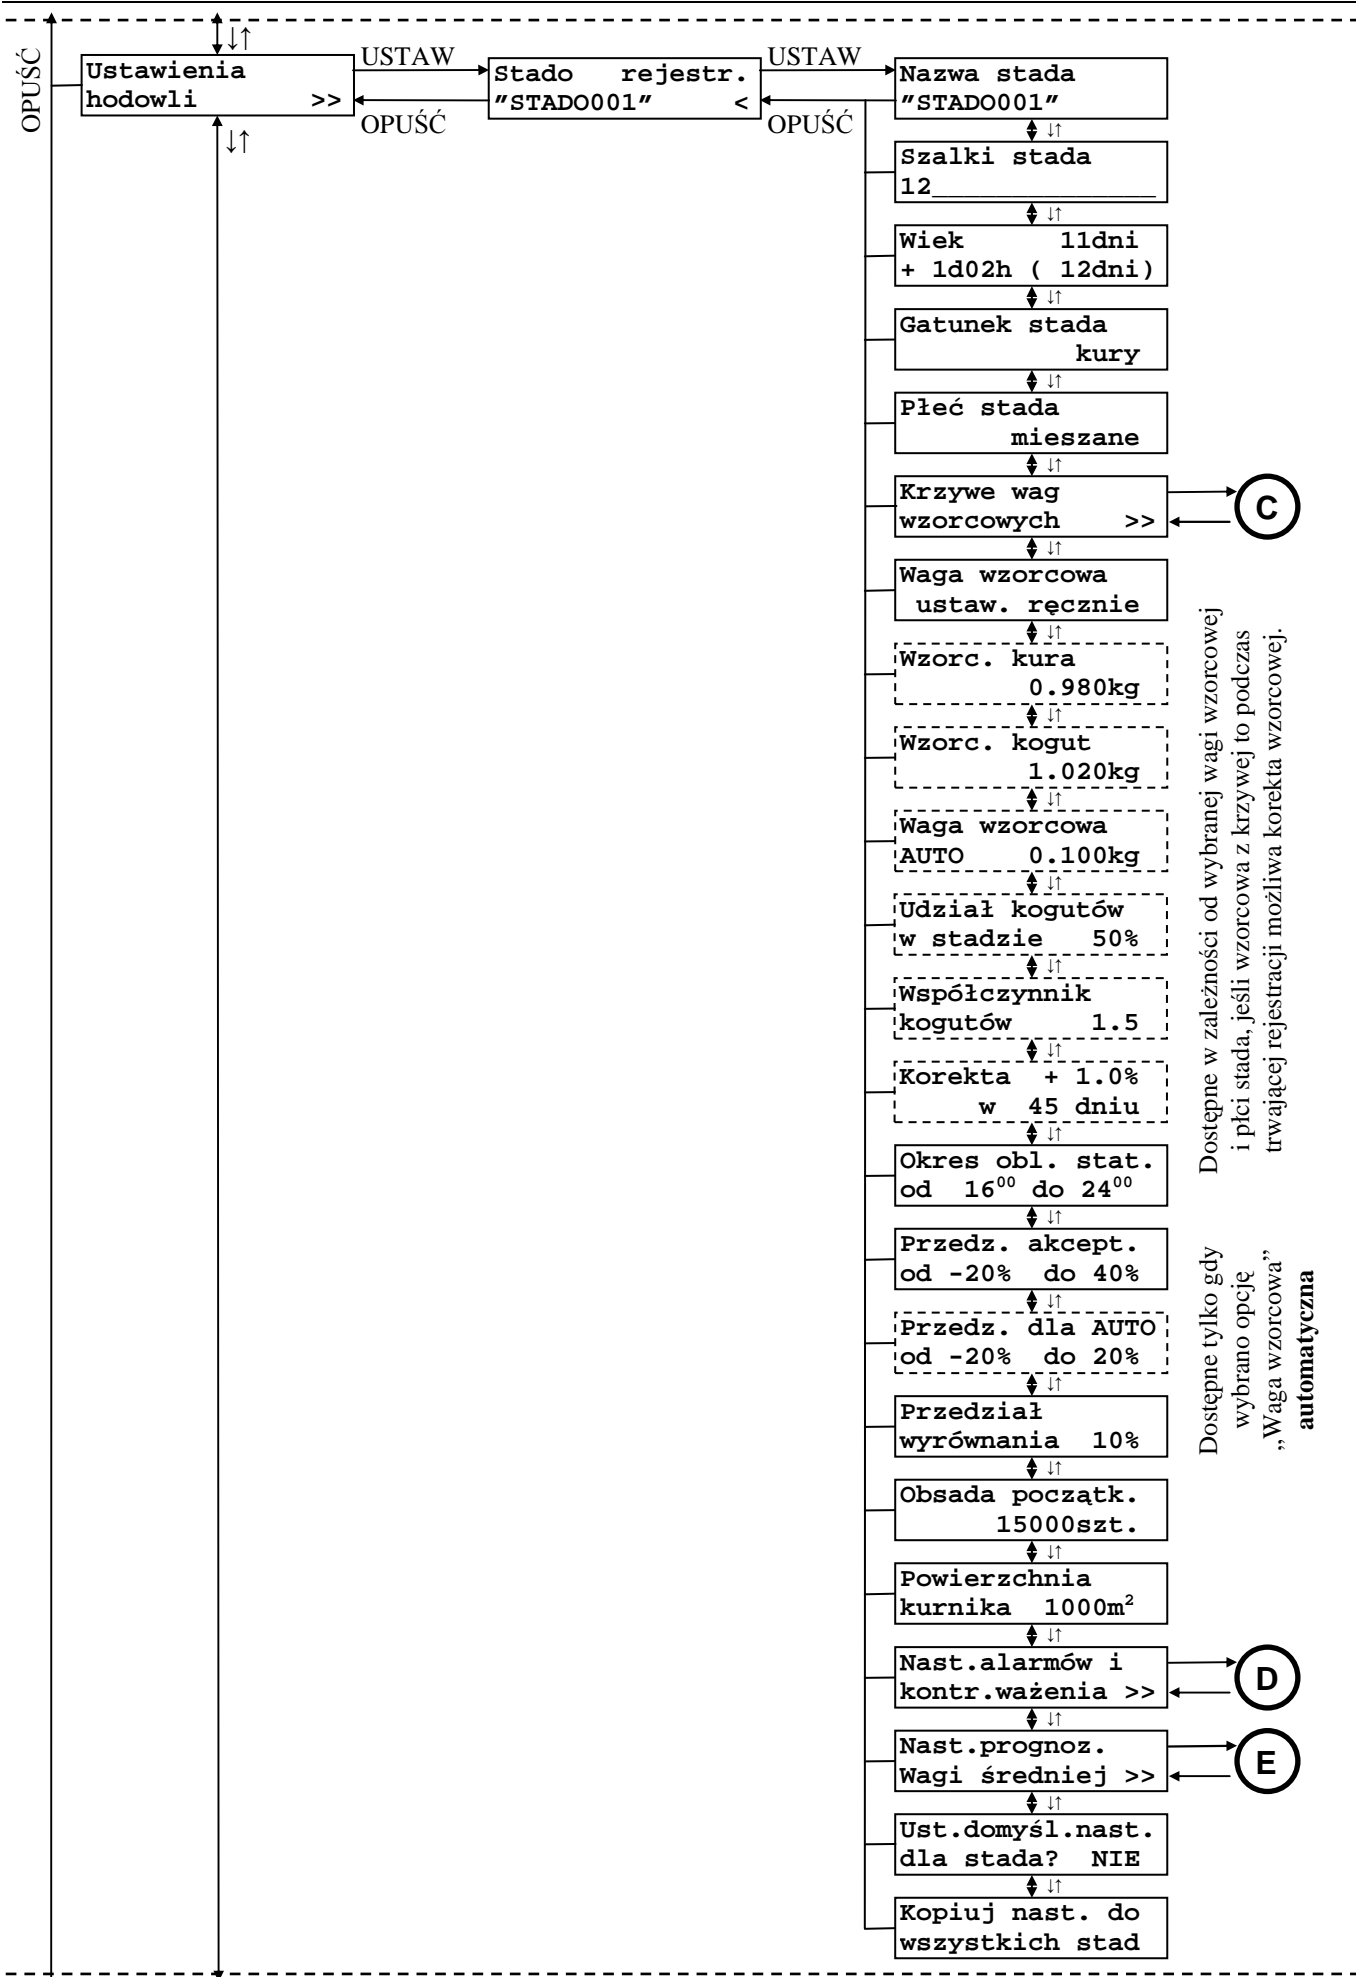 OPUŚĆ
↓↑
Ustawienia
hodowli >>
USTAW
OPUŚĆ
↓↑
Stado rejestr.
"STADO001" <
USTAW
OPUŚĆ
Nazwa stada
"STADO001"
↓↑
Szalki stada
12______________
↓↑
Wiek 11dni
+ 1d02h ( 12dni)
↓↑
Gatunek stada
kury
↓↑
Płeć stada
mieszane
↓↑
Krzywe wag
wzorcowych >>
C
↓↑
Waga wzorcowa
ustaw. ręcznie
↓↑
Wzorc. kura
0.980kg
↓↑
Wzorc. kogut
1.020kg
↓↑
Waga wzorcowa
AUTO 0.100kg
↓↑
Udział kogutów
w stadzie 50%
↓↑
Współczynnik
kogutów 1.5
↓↑
Korekta + 1.0%
w 45 dniu
↓↑
Dostępne w zależności od wybranej wagi wzorcowej
i płci stada, jeśli wzorcowa z krzywej to podczas
trwającej rejestracji możliwa korekta wzorcowej.
Okres obl. stat.
od 16⁰⁰ do 24⁰⁰
↓↑
Przedz. akcept.
od -20% do 40%
↓↑
Przedz. dla AUTO
od -20% do 20%
↓↑
Dostępne tylko gdy
wybrano opcję
„Waga wzorcowa”
automatyczna
Przedział
wyrównania 10%
↓↑
Obsada początk.
15000szt.
↓↑
Powierzchnia
kurnika 1000m²
↓↑
Nast.alarmów i
kontr.ważenia >>
D
↓↑
Nast.prognoz.
Wagi średniej >>
E
↓↑
Ust.domyśl.nast.
dla stada? NIE
↓↑
Kopiuj nast. do
wszystkich stad